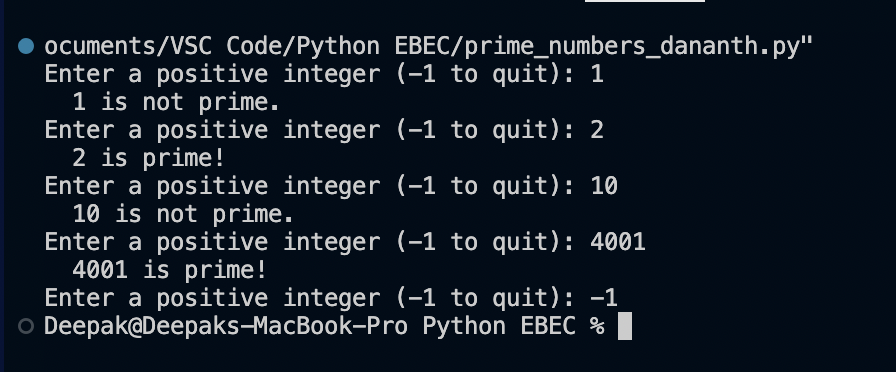 ocuments/VSC Code/Python EBEC/prime_numbers_dananth.py"
Enter a positive integer (-1 to quit): 1
  1 is not prime.
Enter a positive integer (-1 to quit): 2
  2 is prime!
Enter a positive integer (-1 to quit): 10
  10 is not prime.
Enter a positive integer (-1 to quit): 4001
  4001 is prime!
Enter a positive integer (-1 to quit): -1
Deepak@Deepaks-MacBook-Pro Python EBEC %